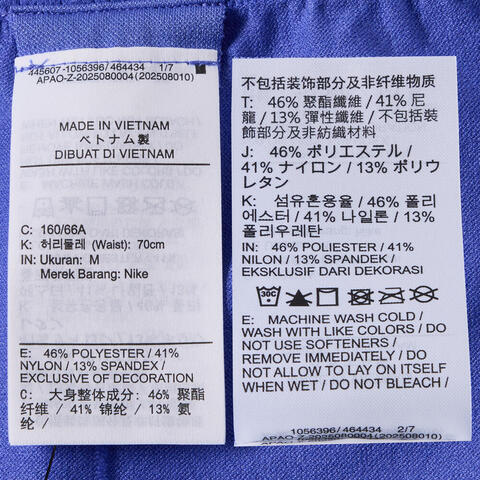 445607-1056396/464434 1/7
APAO-Z-2025080004 (202508010)
MADE IN VIETNAM
ベトナム製
DIBUAT DI VIETNAM
C: 160/66A
K: 허리둘레 (Waist): 70cm
IN: Ukuran: M
Merek Barang: Nike
E: 46% POLYESTER / 41%
NYLON / 13% SPANDEX /
EXCLUSIVE OF DECORATION
C: 大身整体成分: 46% 聚酯
纤维 / 41% 锦纶 / 13% 氨
纶 /
不包括装饰部分及非纤维物质
T: 46% 聚酯纖維 / 41% 尼
龍 / 13% 彈性纖維 / 不包括裝
飾部分及非紡織材料
J: 46% ポリエステル /
41% ナイロン / 13% ポリウ
レタン
K: 섬유혼용율 / 46% 폴리
에스터 / 41% 나일론 / 13%
폴리우레탄
IN: 46% POLIESTER / 41%
NILON / 13% SPANDEKS /
EKSKLUSIF DARI DEKORASI
30C
E: MACHINE WASH COLD /
WASH WITH LIKE COLORS / DO
NOT USE SOFTENERS /
REMOVE IMMEDIATELY / DO
NOT ALLOW TO LAY ON ITSELF
WHEN WET / DO NOT BLEACH /
1056396/464434 2/7
APAO-Z-2025080004 (202508010)